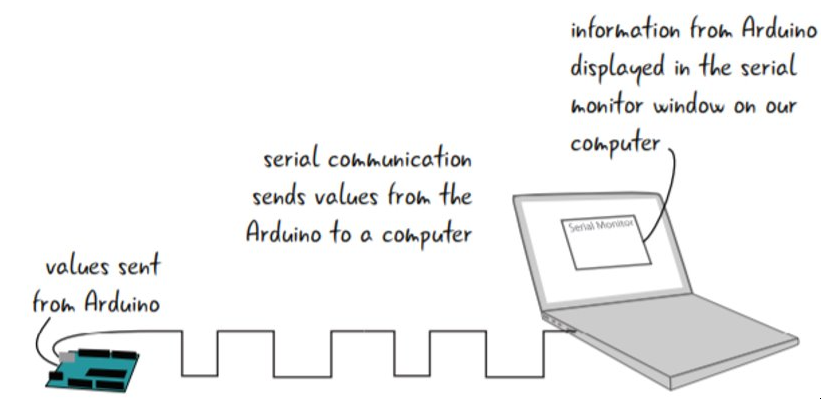 information from Arduino
displayed in the serial
monitor window on our
computer
serial communication
sends values from the
Arduino to a computer
Serial Monitor
values sent
from Arduino